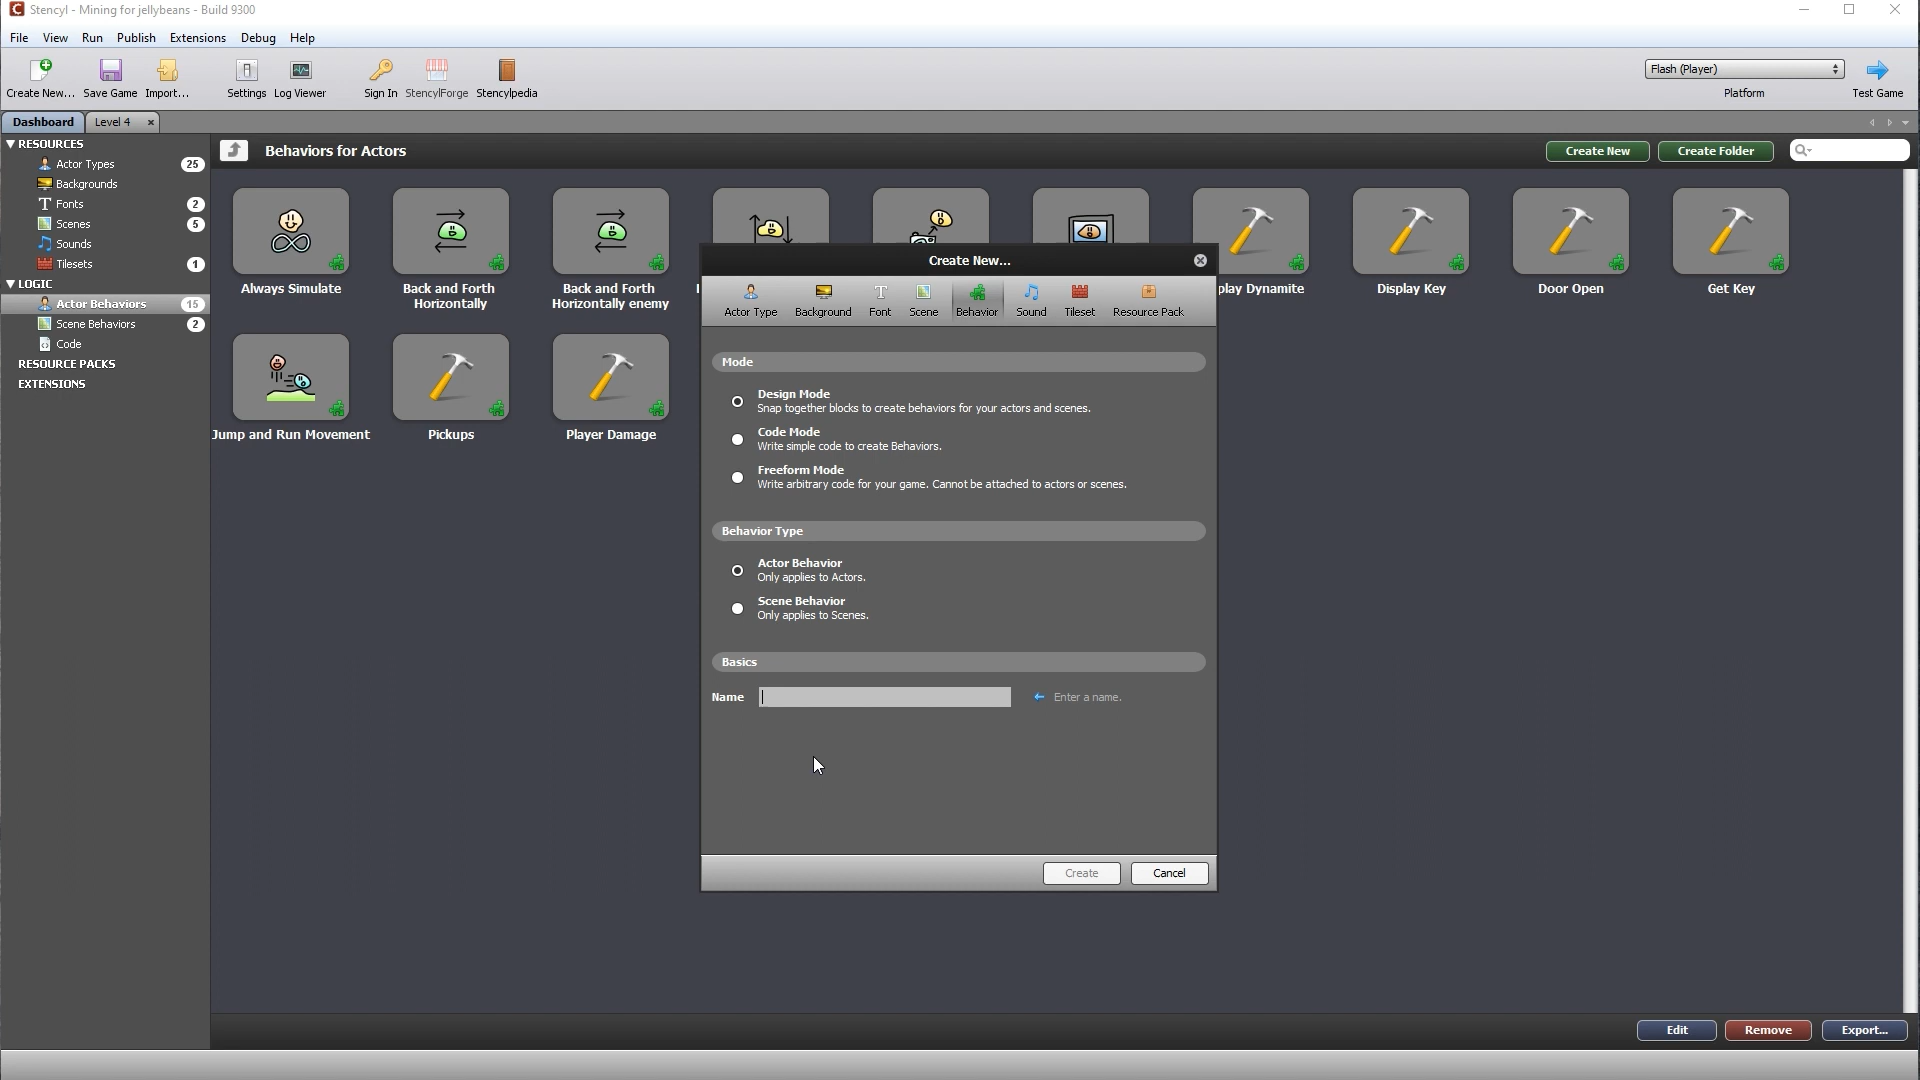 Stencyl - Mining for jellybeans - Build 9300
File View Run Publish Extensions Debug Help
Create New... Save Game Import... Settings Log Viewer Sign In StencylForge Stencylpedia
Flash (Player)
Platform
Test Game
Dashboard
Level 4
RESOURCES
Actor Types 25
Backgrounds
Fonts 2
Scenes 5
Sounds
Tilesets 1
LOGIC
Actor Behaviors 15
Scene Behaviors 2
Code
RESOURCE PACKS
EXTENSIONS
Behaviors for Actors
Create New
Create Folder
Always Simulate
Back and Forth
Horizontally
Back and Forth
Horizontally enemy
play Dynamite
Display Key
Door Open
Get Key
Jump and Run Movement
Pickups
Player Damage
Create New...
Actor Type Background Font Scene Behavior Sound Tileset Resource Pack
Mode
Design Mode
Snap together blocks to create behaviors for your actors and scenes.
Code Mode
Write simple code to create Behaviors.
Freeform Mode
Write arbitrary code for your game. Cannot be attached to actors or scenes.
Behavior Type
Actor Behavior
Only applies to Actors.
Scene Behavior
Only applies to Scenes.
Basics
Name
Enter a name.
Create
Cancel
Edit
Remove
Export...